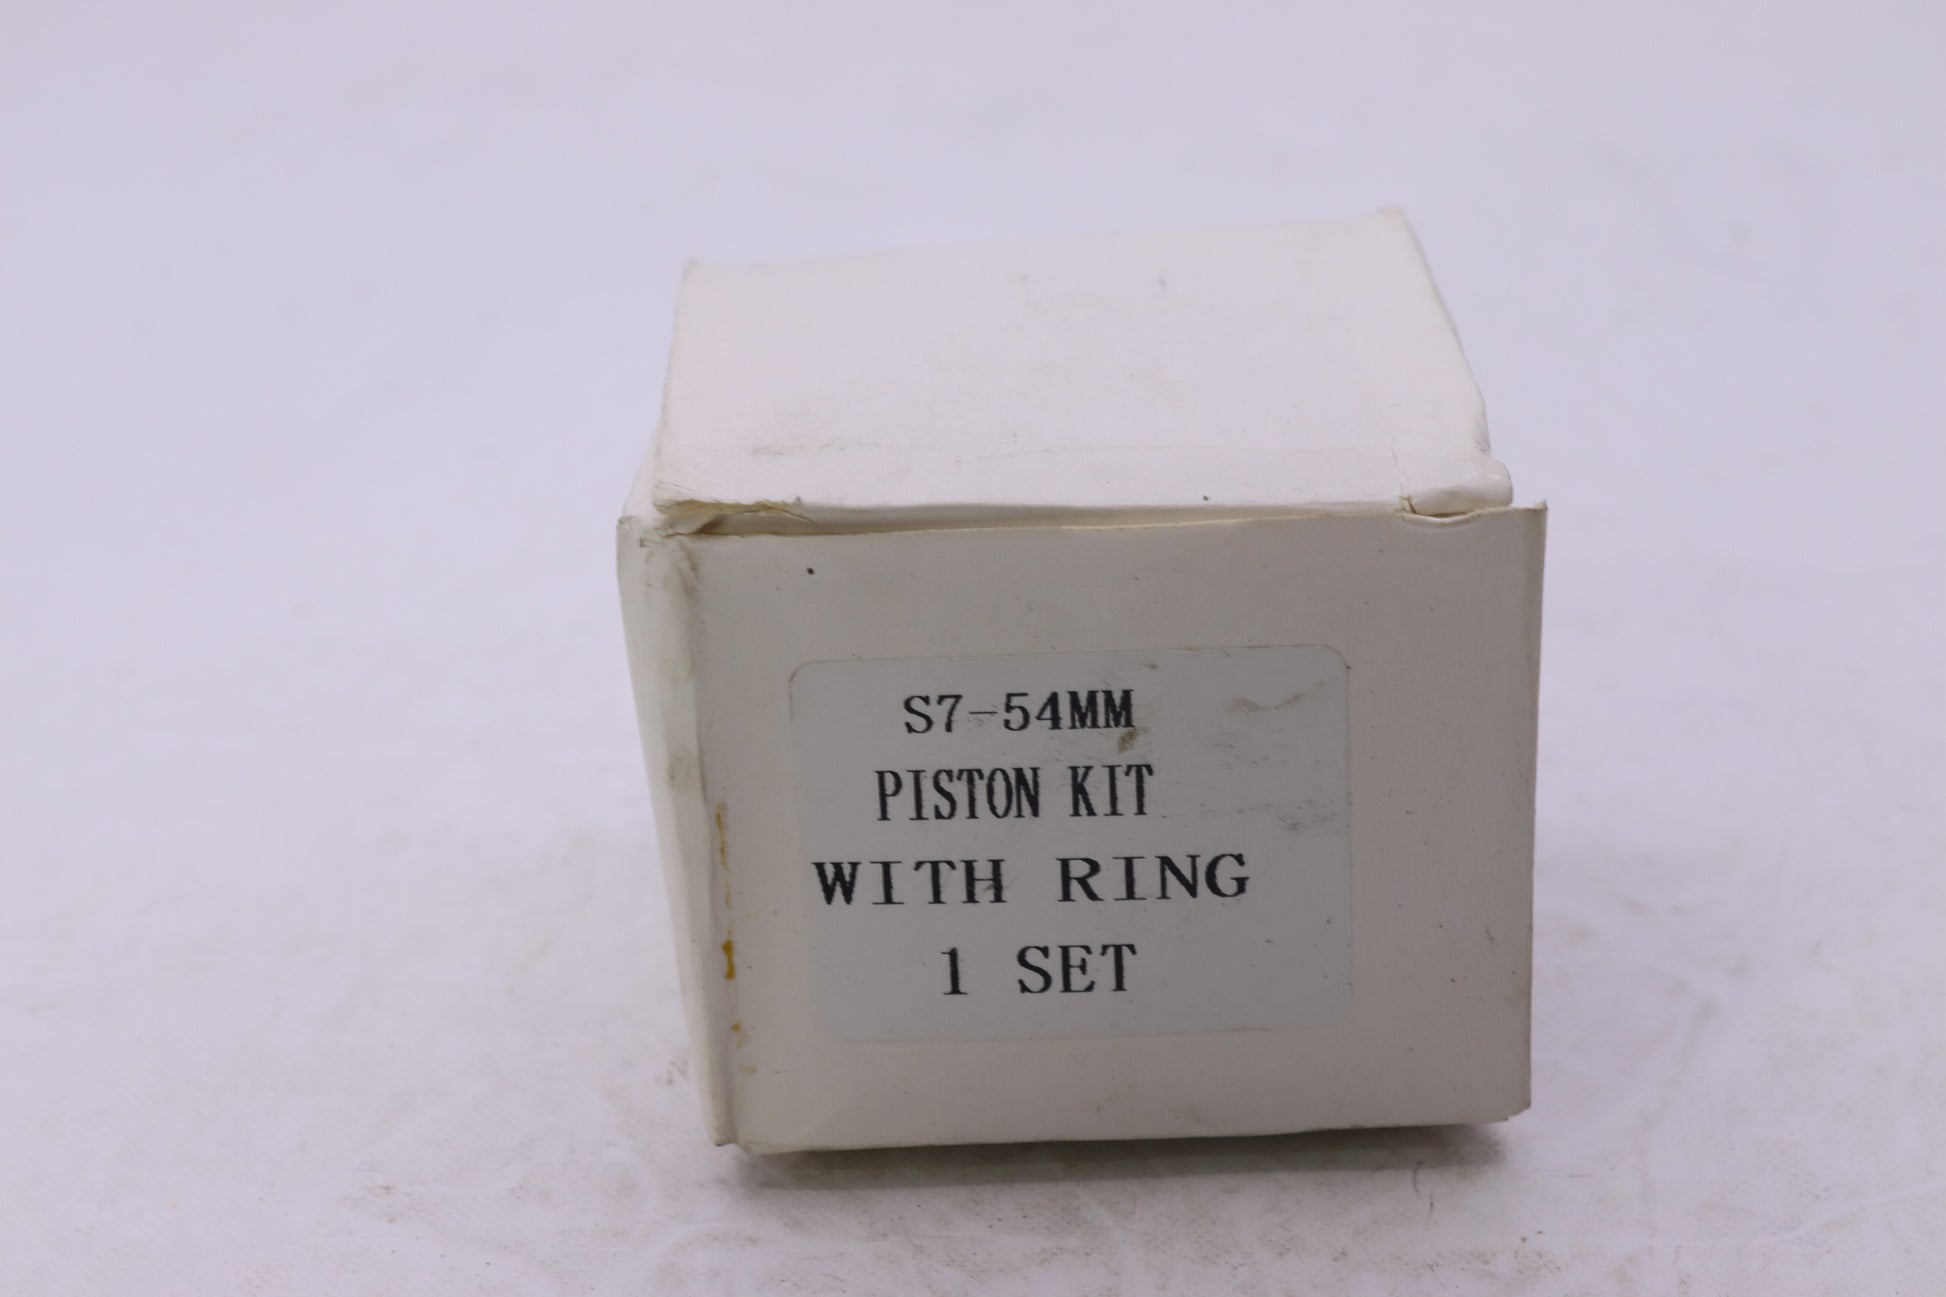 S7-54MM
PISTON KIT
WITH RING
1 SET